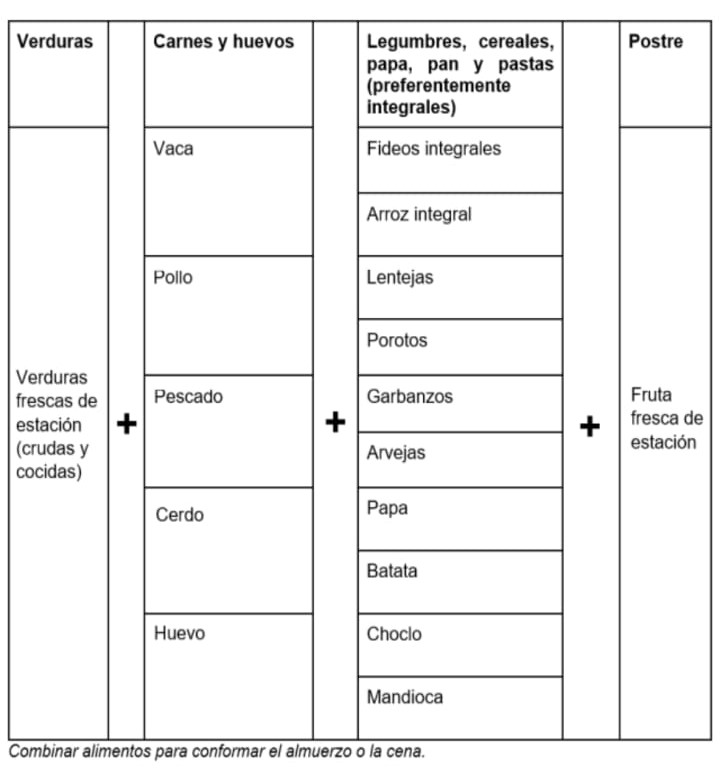 Verduras
Carnes y huevos
Legumbres, cereales,
papa, pan y pastas
(preferentemente
integrales)
Postre
Verduras
frescas de
estación
(crudas y
cocidas)
+
Vaca
Pollo
Pescado
Cerdo
Huevo
+
Fideos integrales
Arroz integral
Lentejas
Porotos
Garbanzos
Arvejas
Papa
Batata
Choclo
Mandioca
+
Fruta
fresca de
estación
Combinar alimentos para conformar el almuerzo o la cena.